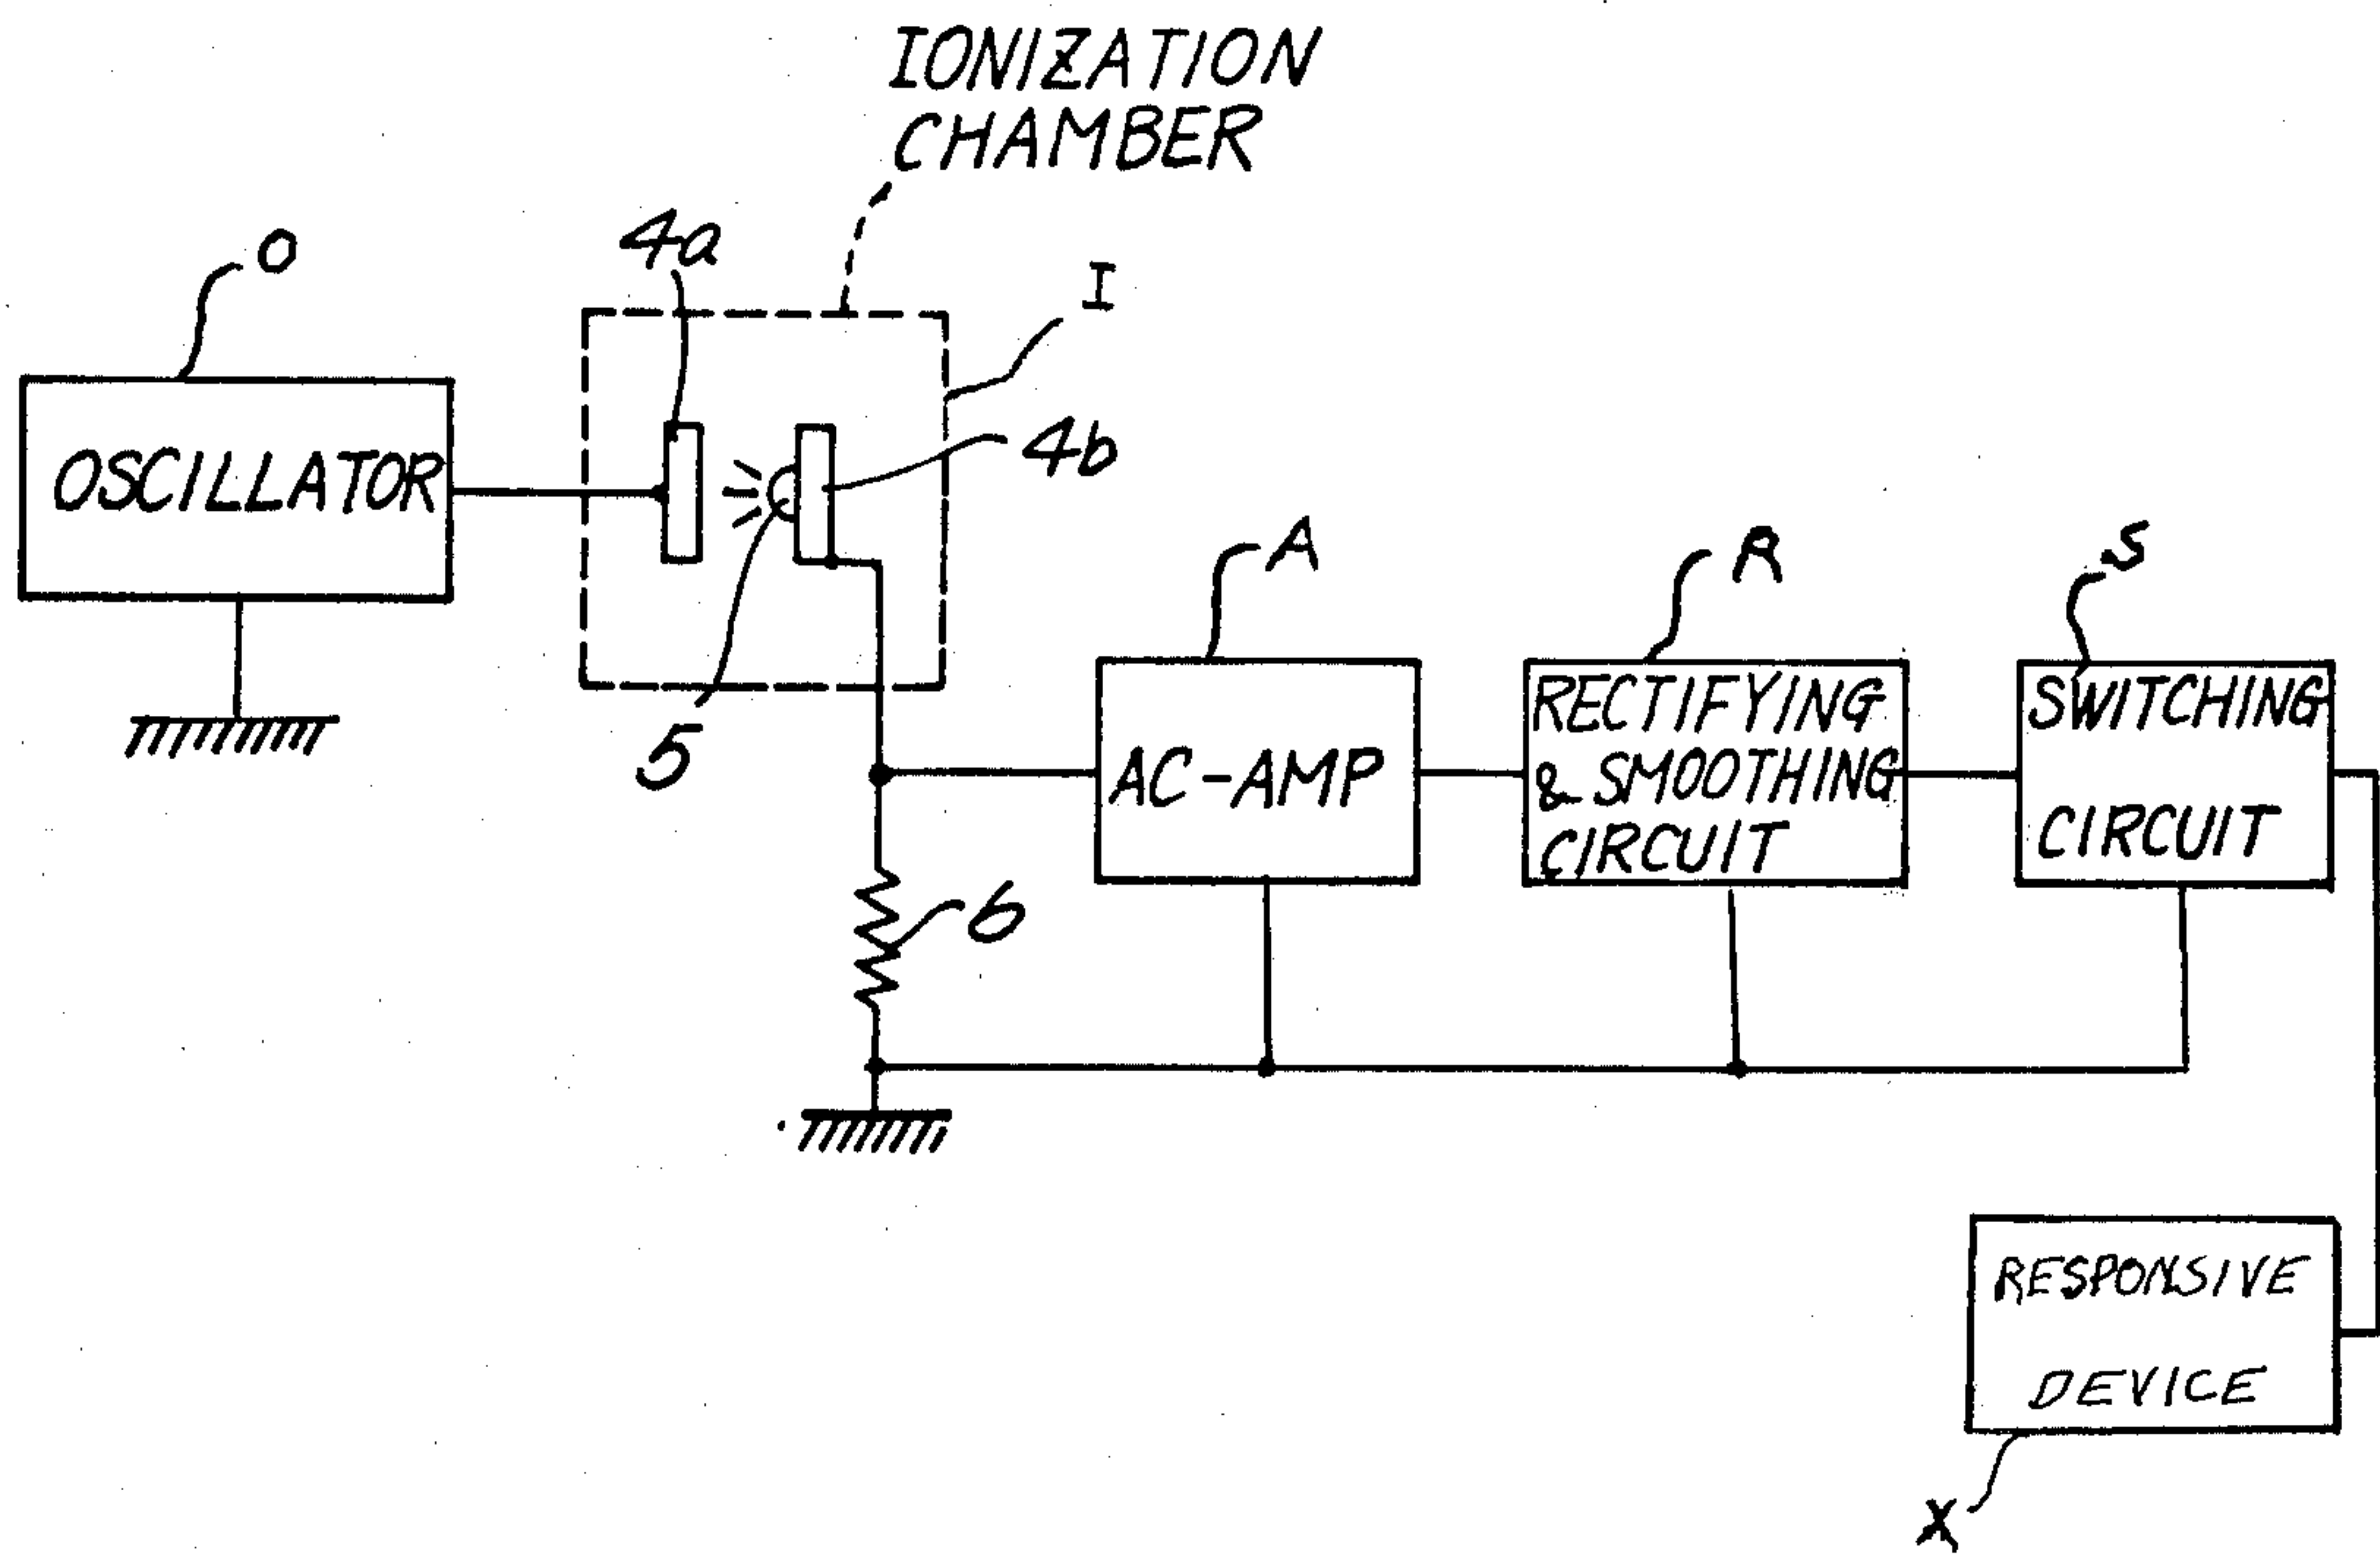 IONIZATION
CHAMBER
O
4a
I
4b
OSCILLATOR
5
A
R
S
AC-AMP
RECTIFYING
& SMOOTHING
CIRCUIT
SWITCHING
CIRCUIT
6
RESPONSIVE
DEVICE
X